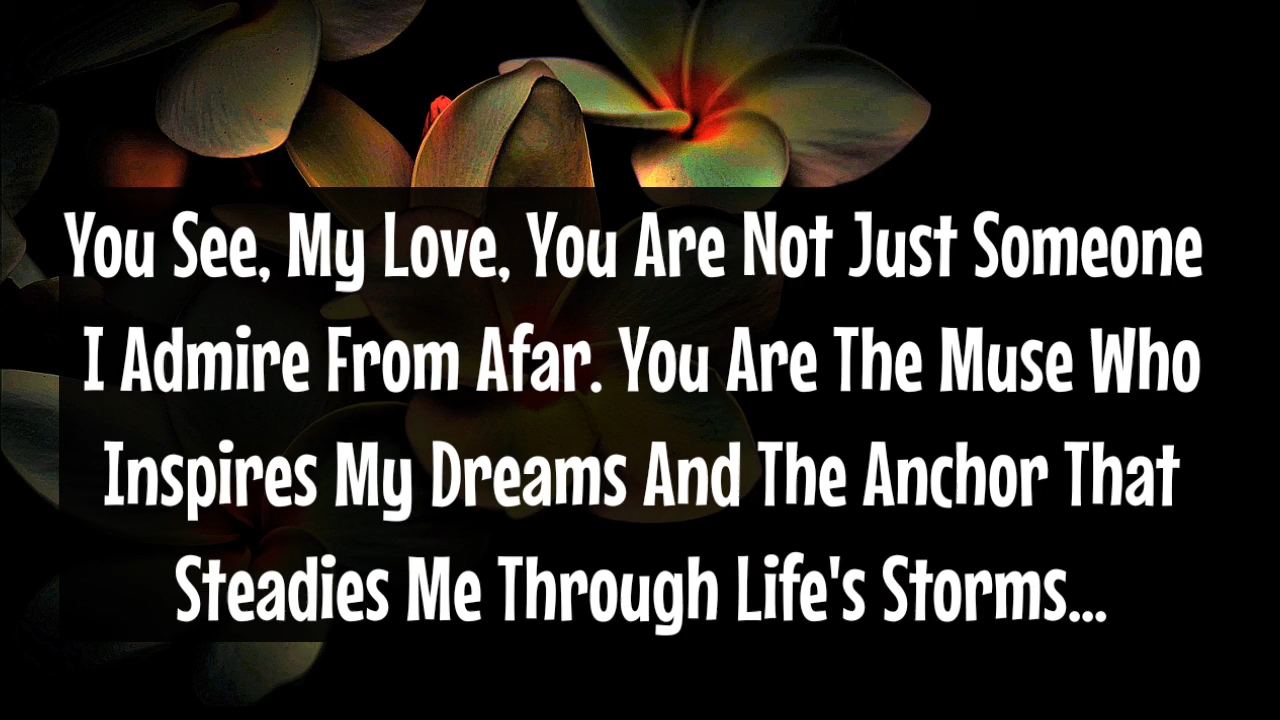 You See, My Love, You Are Not Just Someone
I Admire From Afar. You Are The Muse Who
Inspires My Dreams And The Anchor That
Steadies Me Through Life's Storms...